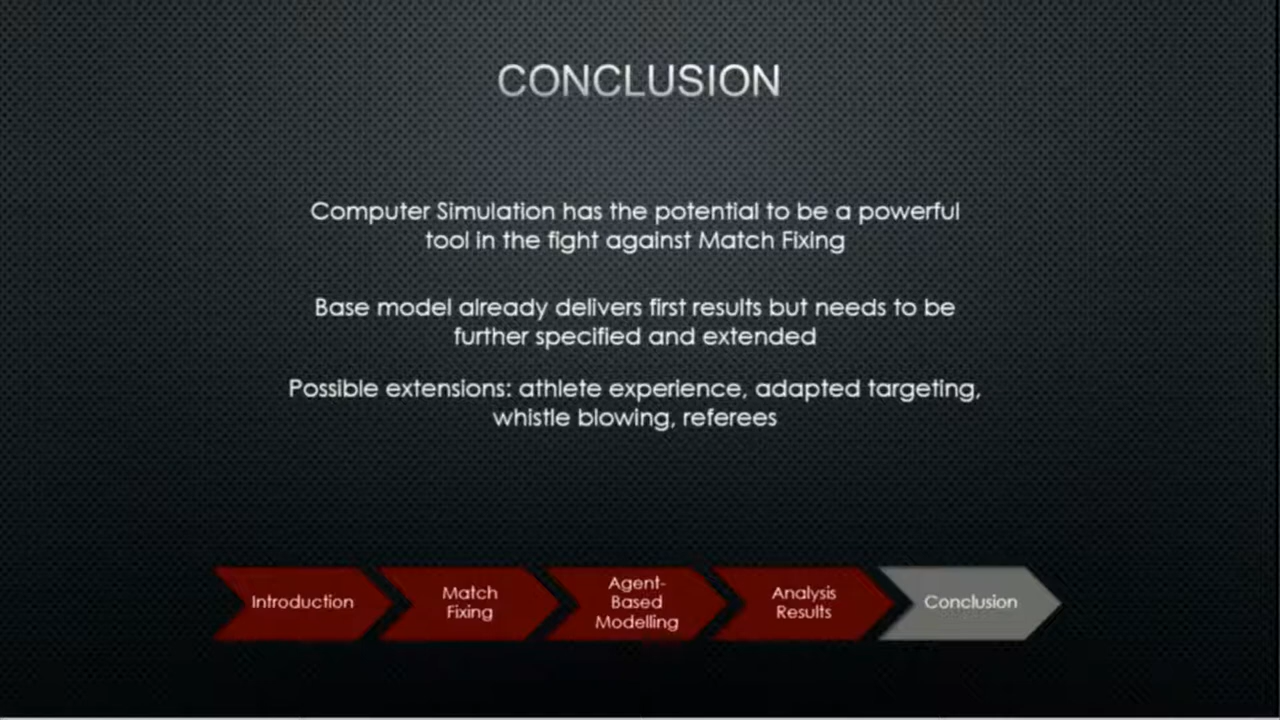 CONCLUSION
Computer Simulation has the potential to be a powerful
tool in the fight against Match Fixing
Base model already delivers first results but needs to be
further specified and extended
Possible extensions: athlete experience, adapted targeting,
whistle blowing, referees
Introduction
Match
Fixing
Agent-
Based
Modelling
Analysis
Results
Conclusion